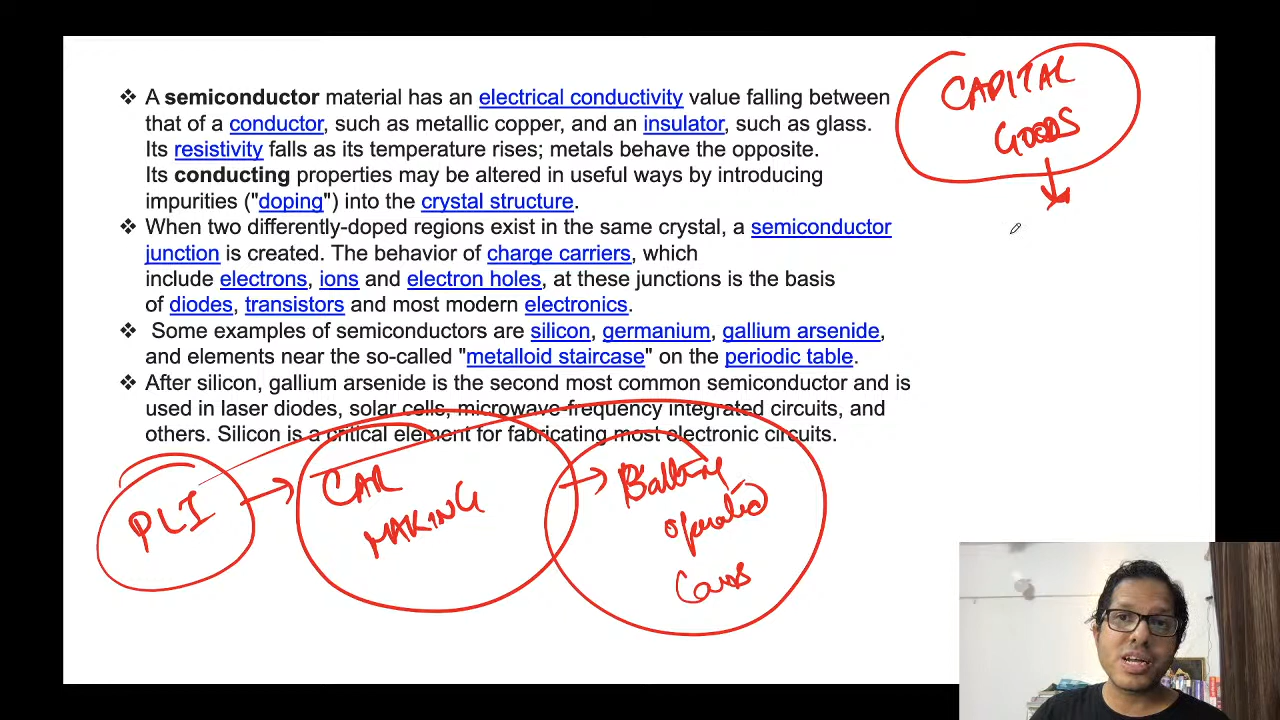 ❖ A semiconductor material has an electrical conductivity value falling between
that of a conductor, such as metallic copper, and an insulator, such as glass.
Its resistivity falls as its temperature rises; metals behave the opposite.
Its conducting properties may be altered in useful ways by introducing
impurities ("doping") into the crystal structure.
❖ When two differently-doped regions exist in the same crystal, a semiconductor
junction is created. The behavior of charge carriers, which
include electrons, ions and electron holes, at these junctions is the basis
of diodes, transistors and most modern electronics.
❖ Some examples of semiconductors are silicon, germanium, gallium arsenide,
and elements near the so-called "metalloid staircase" on the periodic table.
❖ After silicon, gallium arsenide is the second most common semiconductor and is
used in laser diodes, solar cells, microwave-frequency integrated circuits, and
others. Silicon is a critical element for fabricating most electronic circuits.
CAPITAL
GOODS
PLI
CAR
MAKING
Battery
operated
Cars